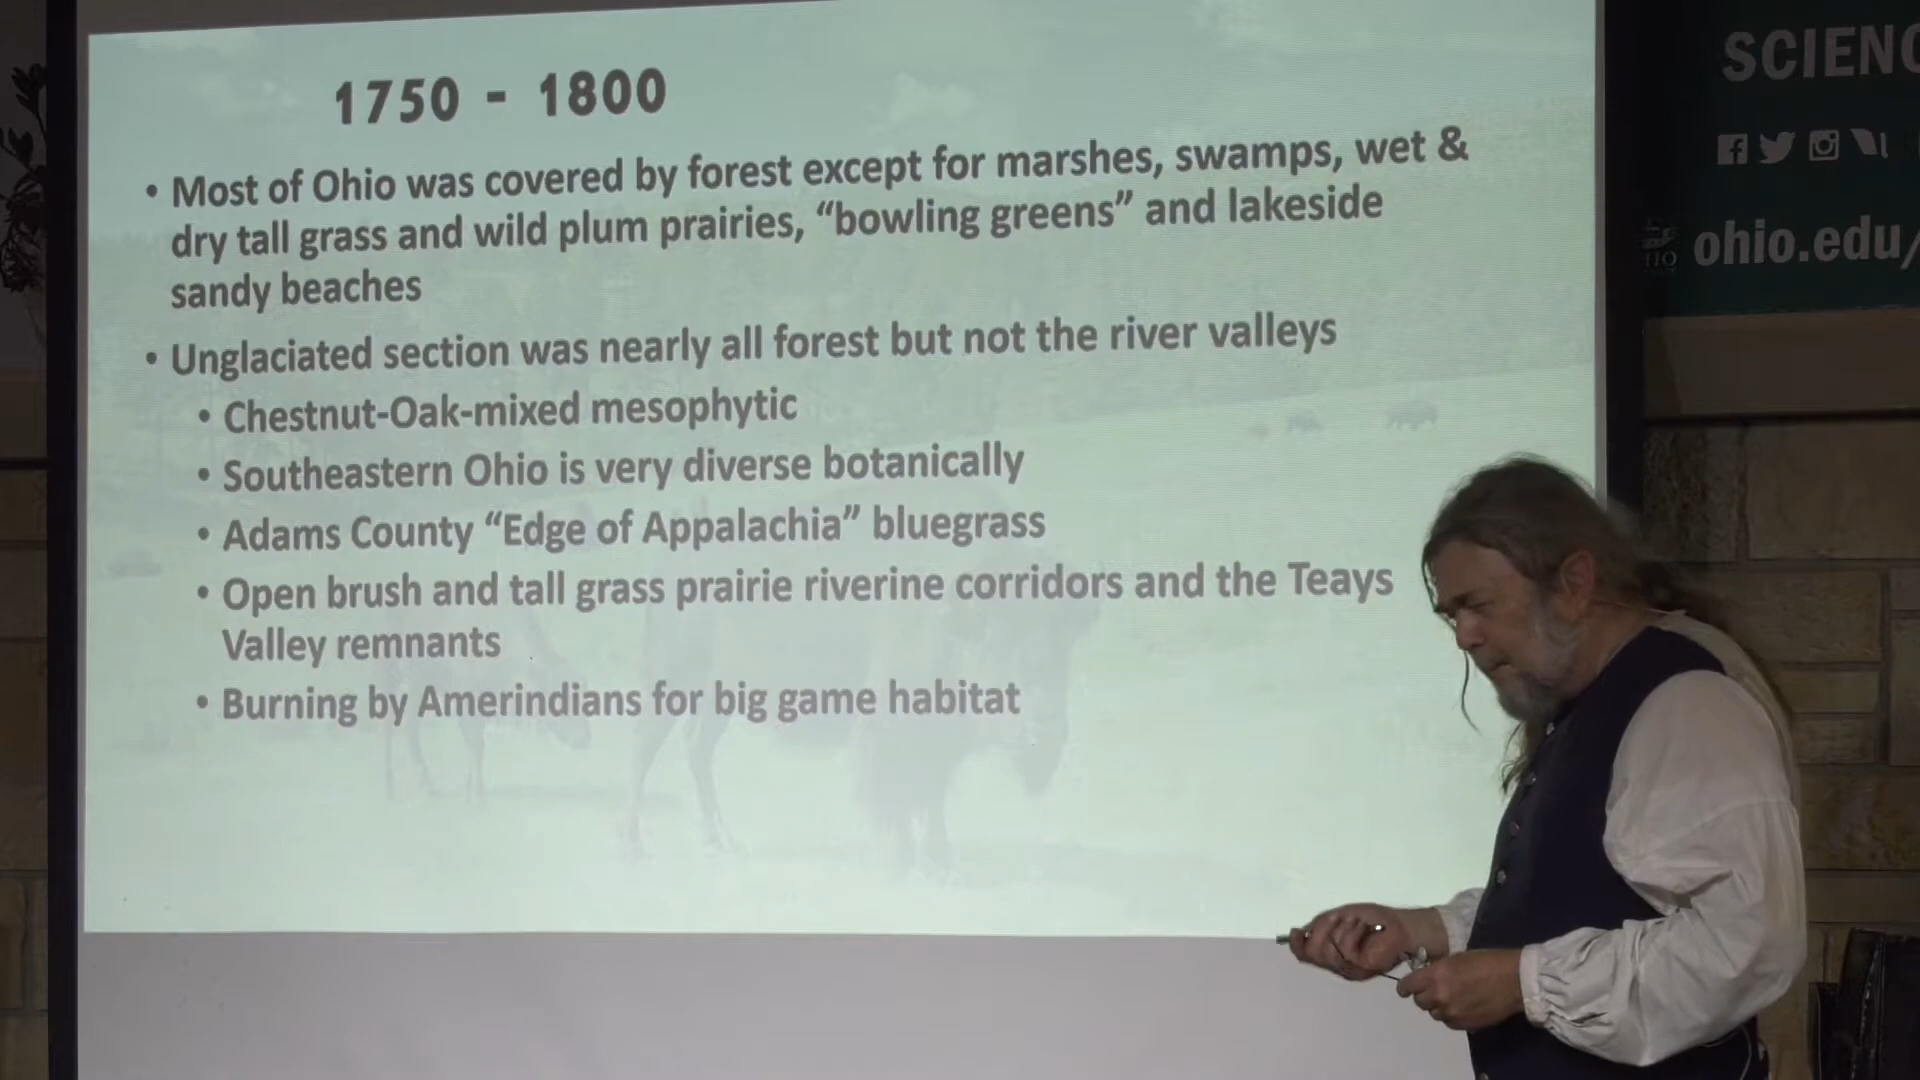 1750 - 1800
• Most of Ohio was covered by forest except for marshes, swamps, wet &
dry tall grass and wild plum prairies, “bowling greens” and lakeside
sandy beaches
• Unglaciated section was nearly all forest but not the river valleys
• Chestnut-Oak-mixed mesophytic
• Southeastern Ohio is very diverse botanically
• Adams County “Edge of Appalachia” bluegrass
• Open brush and tall grass prairie riverine corridors and the Teays
Valley remnants
• Burning by Amerindians for big game habitat
SCIENC
ohio.edu/